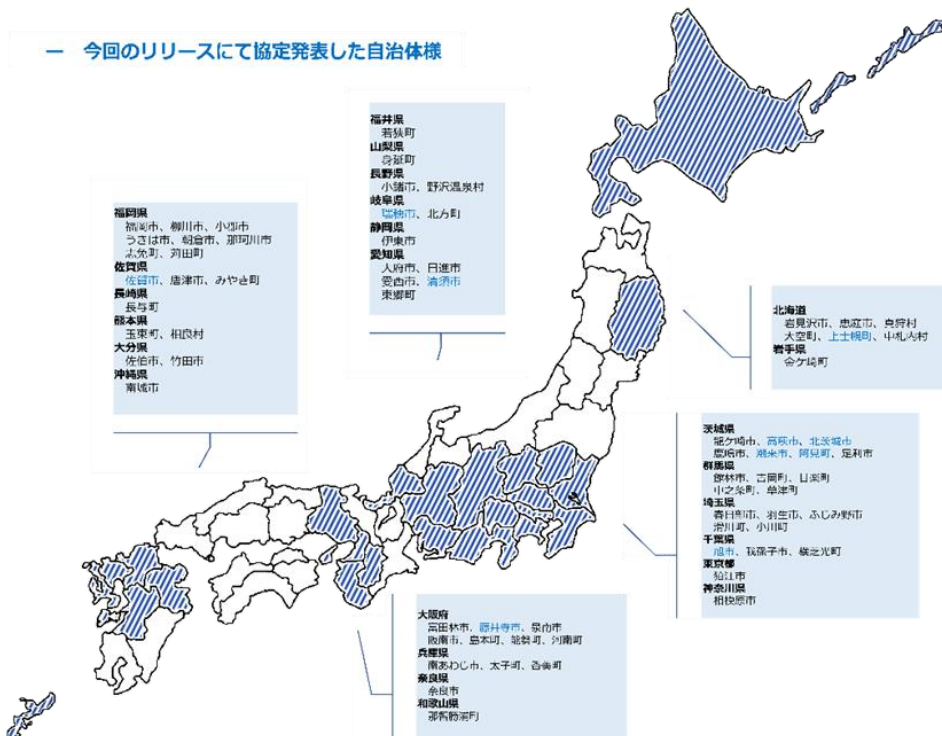 ー 今回のリリースにて協定発表した自治体様
福井県
若狭町
山梨県
身延町
長野県
小諸市、野沢温泉村
岐阜県
瑞穂市、北方町
静岡県
伊東市
愛知県
大府市、日進市
愛西市、清須市
東郷町
福岡県
福岡市、柳川市、小郡市
うきは市、朝倉市、那珂川市
志免町、苅田町
佐賀県
佐賀市、唐津市、みやき町
長崎県
長与町
熊本県
玉東町、相良村
大分県
佐伯市、竹田市
沖縄県
南城市
北海道
岩見沢市、恵庭市、真狩村
大空町、上士幌町、中札内村
岩手県
金ケ崎町
茨城県
龍ケ崎市、高萩市、北茨城市
鹿嶋市、潮来市、阿見町、足利市
群馬県
館林市、吉岡町、甘楽町
中之条町、草津町
埼玉県
春日部市、羽生市、ふじみ野市
滑川町、小川町
千葉県
旭市、我孫子市、横芝光町
東京都
狛江市
神奈川県
相模原市
大阪府
富田林市、藤井寺市、泉南市
阪南市、島本町、能勢町、河南町
兵庫県
南あわじ市、太子町、香美町
奈良県
奈良市
和歌山県
那智勝浦町